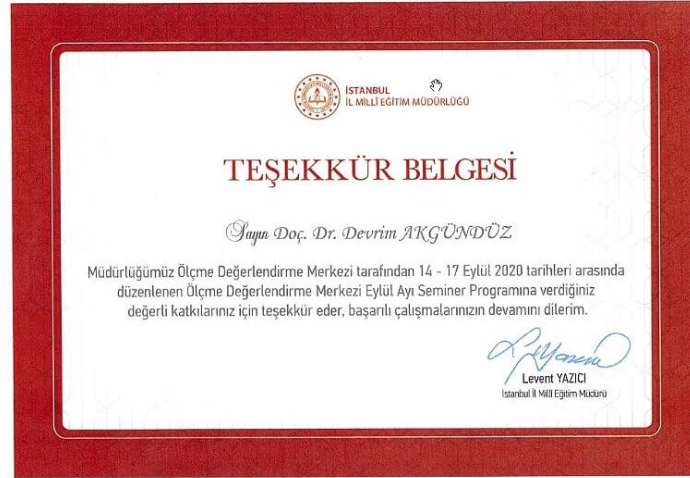 İSTANBUL
İL MİLLÎ EĞİTİM MÜDÜRLÜĞÜ
TEŞEKKÜR BELGESİ
Sayın Doç. Dr. Devrim AKGÜNDÜZ
Müdürlüğümüz Ölçme Değerlendirme Merkezi tarafından 14 - 17 Eylül 2020 tarihleri arasında
düzenlenen Ölçme Değerlendirme Merkezi Eylül Ayı Seminer Programına verdiğiniz
değerli katkılarınız için teşekkür eder, başarılı çalışmalarınızın devamını dilerim.
Levent YAZICI
İstanbul İl Millî Eğitim Müdürü